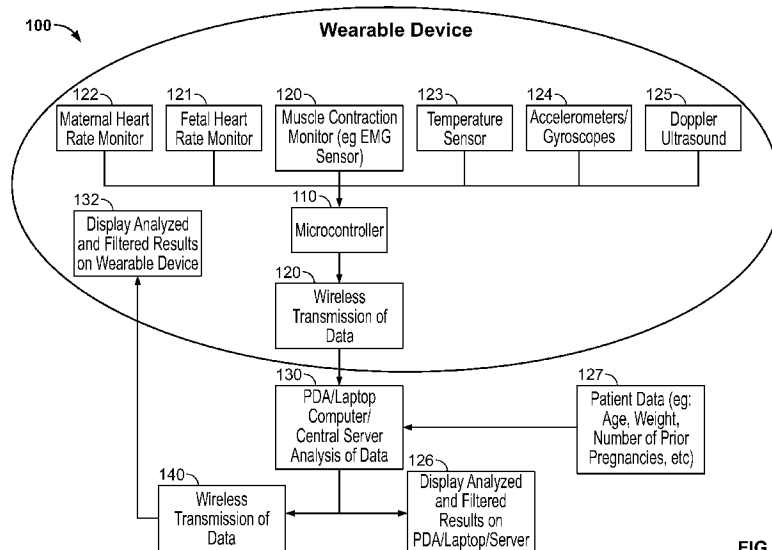 100
Wearable Device
122
Maternal Heart
Rate Monitor
121
Fetal Heart
Rate Monitor
120
Muscle Contraction
Monitor (eg EMG
Sensor)
123
Temperature
Sensor
124
Accelerometers/
Gyroscopes
125
Doppler
Ultrasound
132
Display Analyzed
and Filtered Results
on Wearable Device
110
Microcontroller
120
Wireless
Transmission of
Data
130
PDA/Laptop
Computer/
Central Server
Analysis of Data
127
Patient Data (eg:
Age, Weight,
Number of Prior
Pregnancies, etc)
140
Wireless
Transmission of
Data
126
Display Analyzed
and Filtered
Results on
PDA/Laptop/Server
FIG